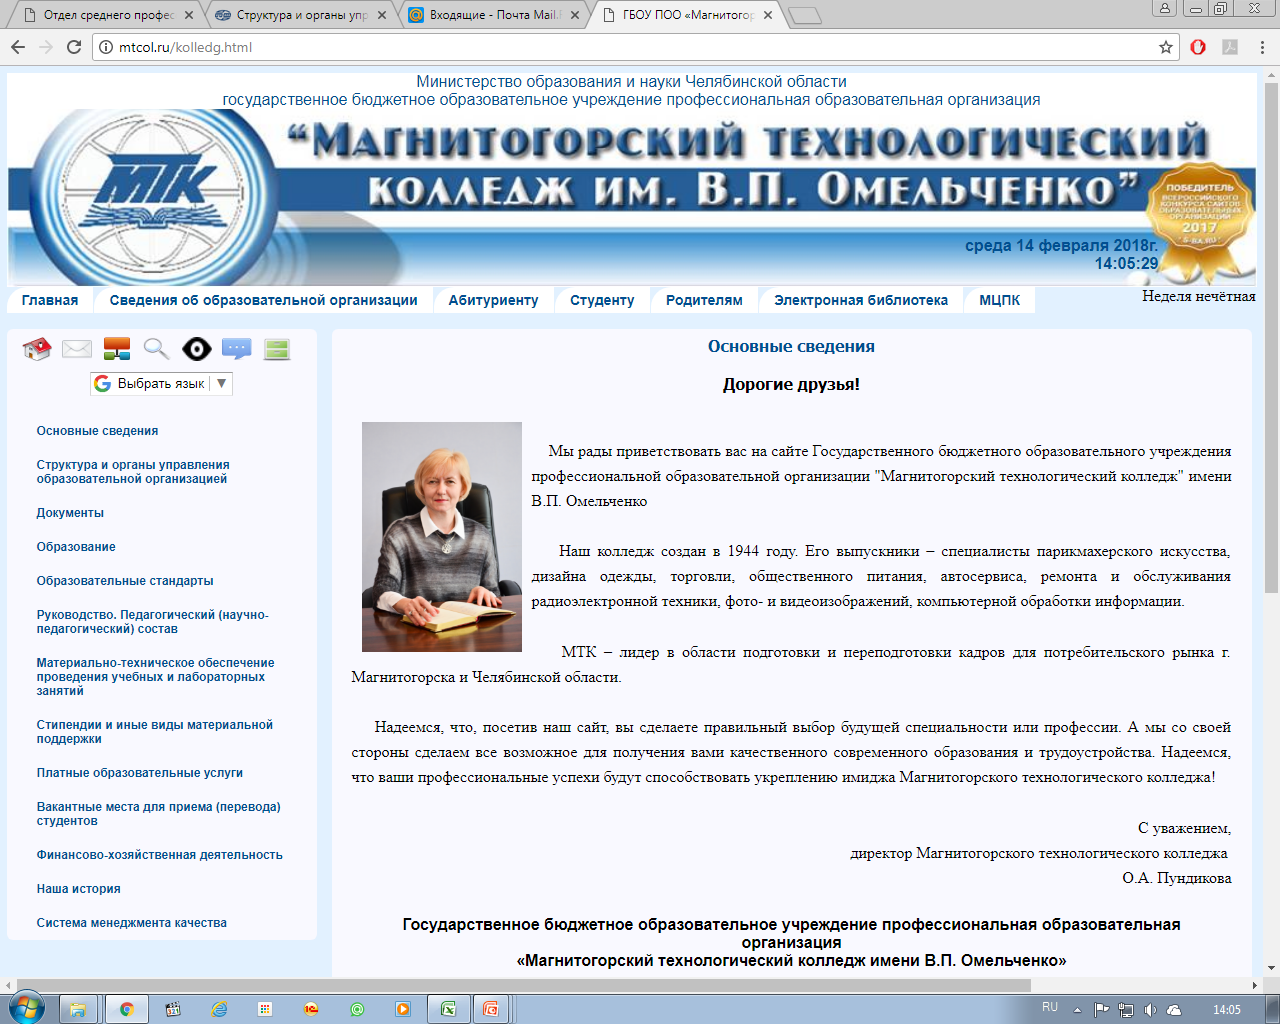 Отдел среднего профес
Структура и органы упр
Входящие - Почта Mail.R
ГБОУ ПОО «Магнитогор
mtcol.ru/kolledg.html
Министерство образования и науки Челябинской области
государственное бюджетное образовательное учреждение профессиональная образовательная организация
“Магнитогорский технологический
колледж им. В.П. Омельченко”
МТК
ПОБЕДИТЕЛЬ
ВСЕРОССИЙСКОГО
КОНКУРСА САЙТОВ
ОБРАЗОВАТЕЛЬНЫХ
ОРГАНИЗАЦИЙ
2017
среда 14 февраля 2018г.
14:05:29
Главная Сведения об образовательной организации Абитуриенту Студенту Родителям Электронная библиотека МЦПК
Неделя нечётная
Выбрать язык ▼
Основные сведения
Структура и органы управления
образовательной организацией
Документы
Образование
Образовательные стандарты
Руководство. Педагогический (научно-
педагогический) состав
Материально-техническое обеспечение
проведения учебных и лабораторных
занятий
Стипендии и иные виды материальной
поддержки
Платные образовательные услуги
Вакантные места для приема (перевода)
студентов
Финансово-хозяйственная деятельность
Наша история
Система менеджмента качества
Основные сведения
Дорогие друзья!
Мы рады приветствовать вас на сайте Государственного бюджетного образовательного учреждения
профессиональной образовательной организации "Магнитогорский технологический колледж" имени
В.П. Омельченко
Наш колледж создан в 1944 году. Его выпускники – специалисты парикмахерского искусства,
дизайна одежды, торговли, общественного питания, автосервиса, ремонта и обслуживания
радиоэлектронной техники, фото- и видеоизображений, компьютерной обработки информации.
МТК – лидер в области подготовки и переподготовки кадров для потребительского рынка г.
Магнитогорска и Челябинской области.
Надеемся, что, посетив наш сайт, вы сделаете правильный выбор будущей специальности или профессии. А мы со своей
стороны сделаем все возможное для получения вами качественного современного образования и трудоустройства. Надеемся,
что ваши профессиональные успехи будут способствовать укреплению имиджа Магнитогорского технологического колледжа!
С уважением,
директор Магнитогорского технологического колледжа
О.А. Пундикова
Государственное бюджетное образовательное учреждение профессиональная образовательная
организация
«Магнитогорский технологический колледж имени В.П. Омельченко»
RU
14:05